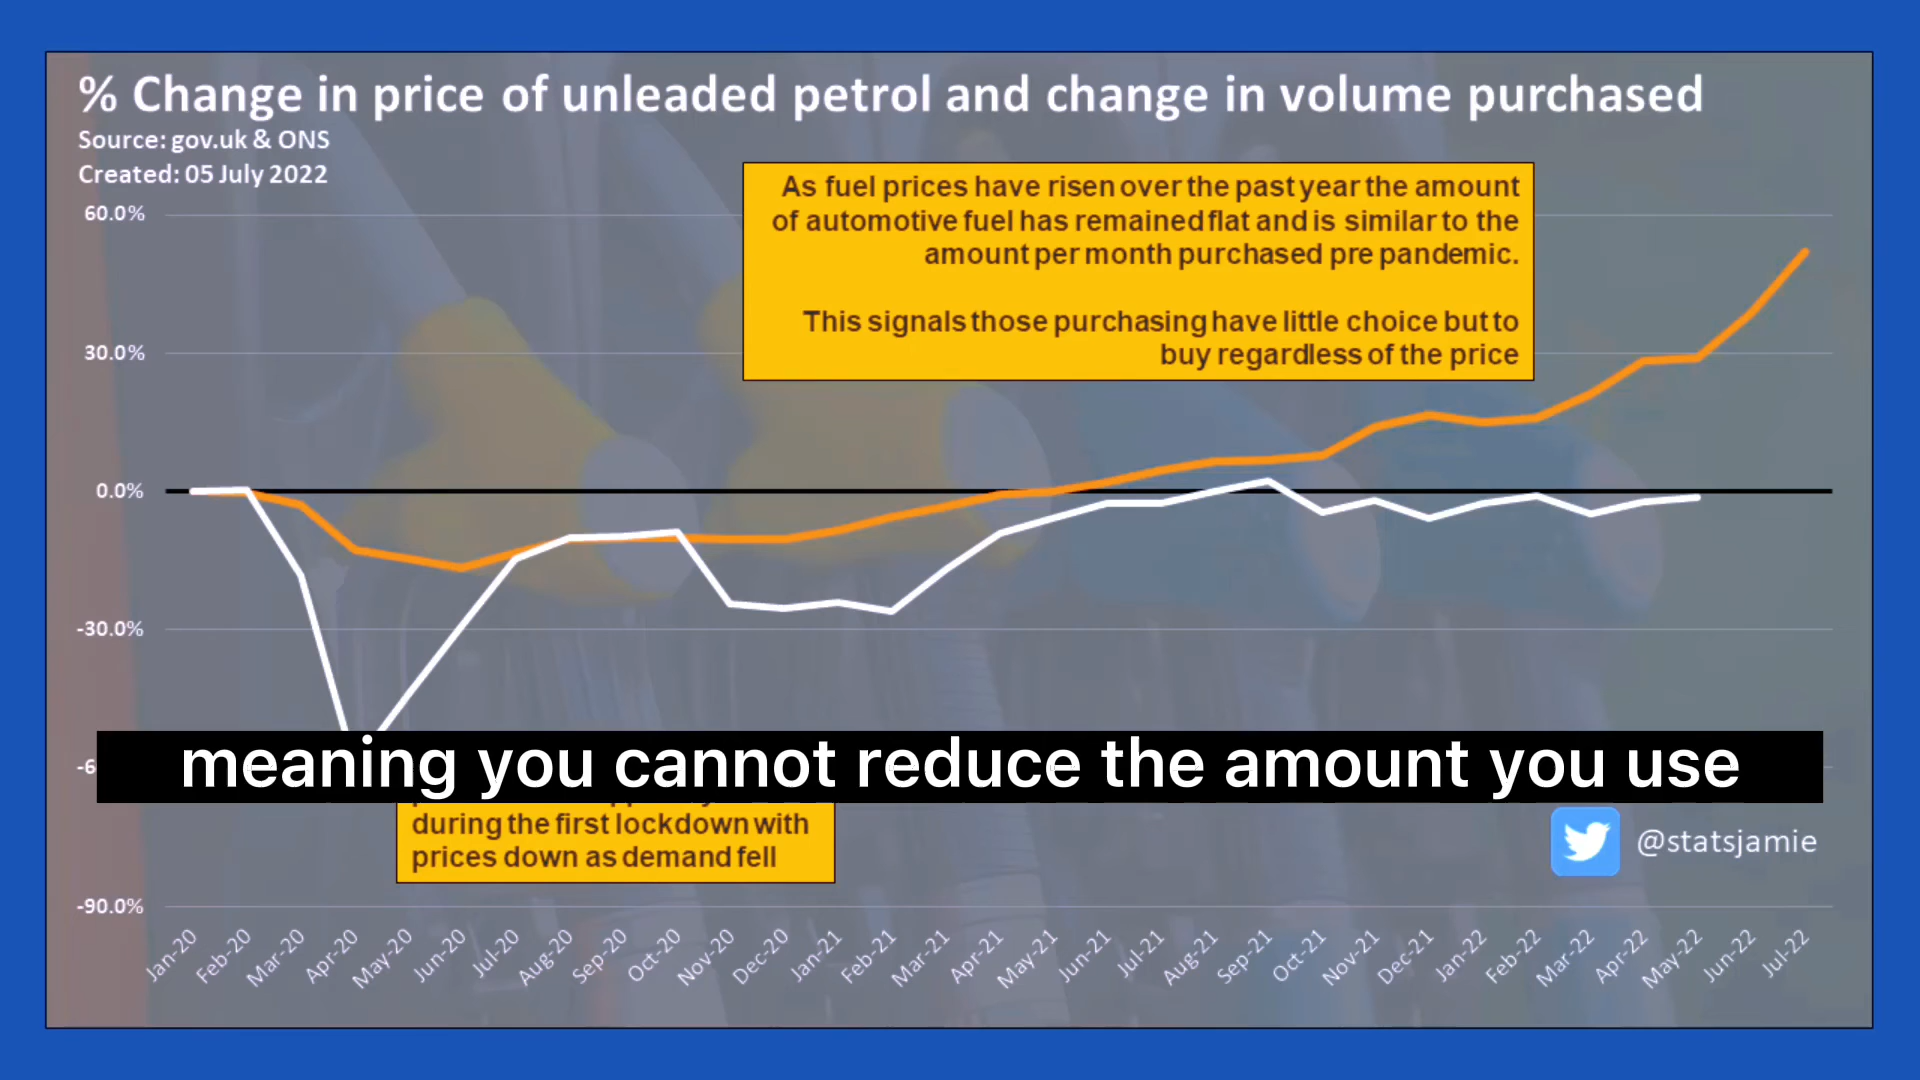 % Change in price of unleaded petrol and change in volume purchased
Source: gov.uk & ONS
Created: 05 July 2022
As fuel prices have risen over the past year the amount
of automotive fuel has remained flat and is similar to the
amount per month purchased pre pandemic.
This signals those purchasing have little choice but to
buy regardless of the price
60.0%
30.0%
0.0%
-30.0%
meaning you cannot reduce the amount you use
during the first lockdown with
prices down as demand fell
@statsjamie
-90.0%
Jan-20
Feb-20
Mar-20
Apr-20
May-20
Jun-20
Jul-20
Aug-20
Sep-20
Oct-20
Nov-20
Dec-20
Jan-21
Feb-21
Mar-21
Apr-21
May-21
Jun-21
Jul-21
Aug-21
Sep-21
Oct-21
Nov-21
Dec-21
Jan-22
Feb-22
Mar-22
Apr-22
May-22
Jun-22
Jul-22